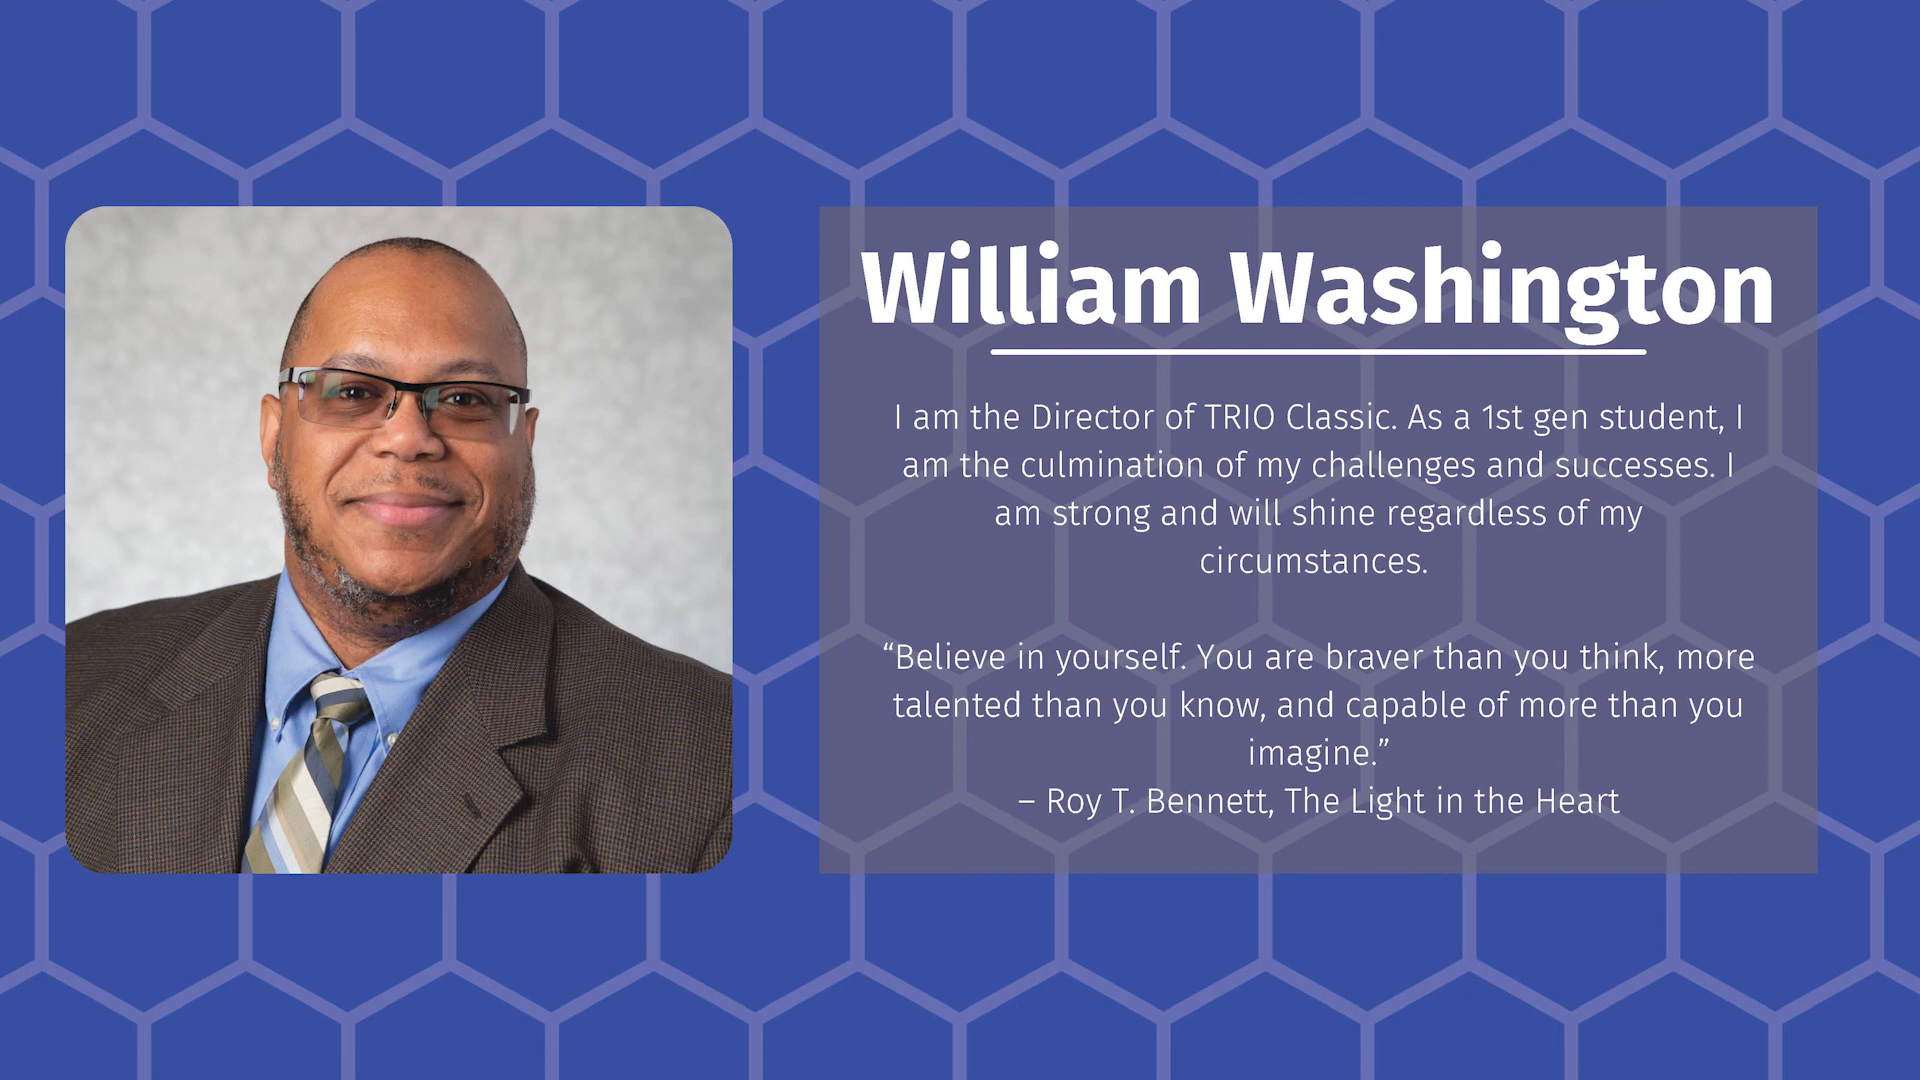 William Washington
I am the Director of TRIO Classic. As a 1st gen student, I
am the culmination of my challenges and successes. I
am strong and will shine regardless of my
circumstances.
“Believe in yourself. You are braver than you think, more
talented than you know, and capable of more than you
imagine.”
– Roy T. Bennett, The Light in the Heart